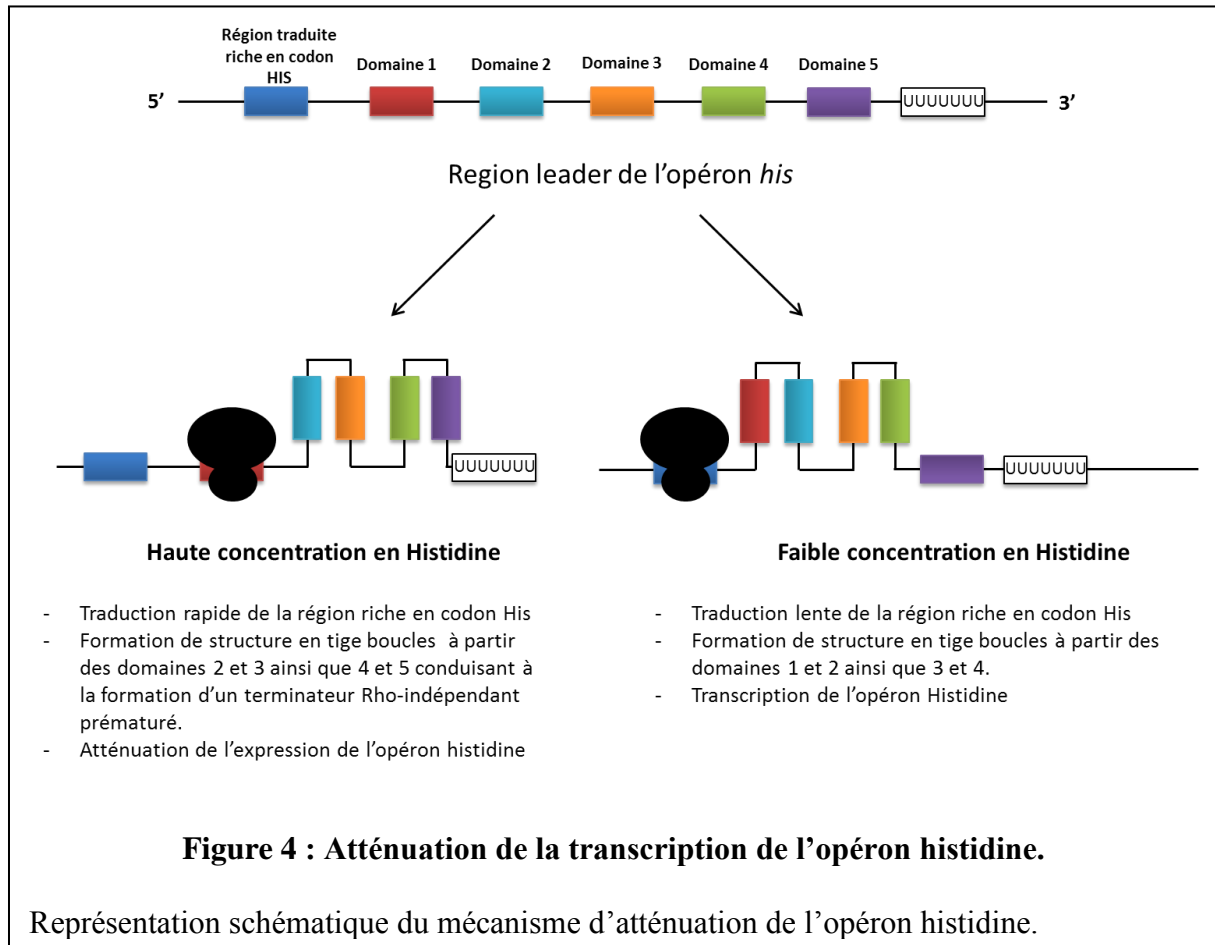 Région traduite
riche en codon
HIS
Domaine 1
Domaine 2
Domaine 3
Domaine 4
Domaine 5
5’
UUUUUUU
3’
Region leader de l’opéron his
UUUUUUU
UUUUUUU
Haute concentration en Histidine
- Traduction rapide de la région riche en codon His
- Formation de structure en tige boucles à partir
des domaines 2 et 3 ainsi que 4 et 5 conduisant à
la formation d’un terminateur Rho-indépendant
prématuré.
- Atténuation de l’expression de l’opéron histidine
Faible concentration en Histidine
- Traduction lente de la région riche en codon His
- Formation de structure en tige boucles à partir des
domaines 1 et 2 ainsi que 3 et 4.
- Transcription de l’opéron Histidine
Figure 4 : Atténuation de la transcription de l’opéron histidine.
Représentation schématique du mécanisme d’atténuation de l’opéron histidine.